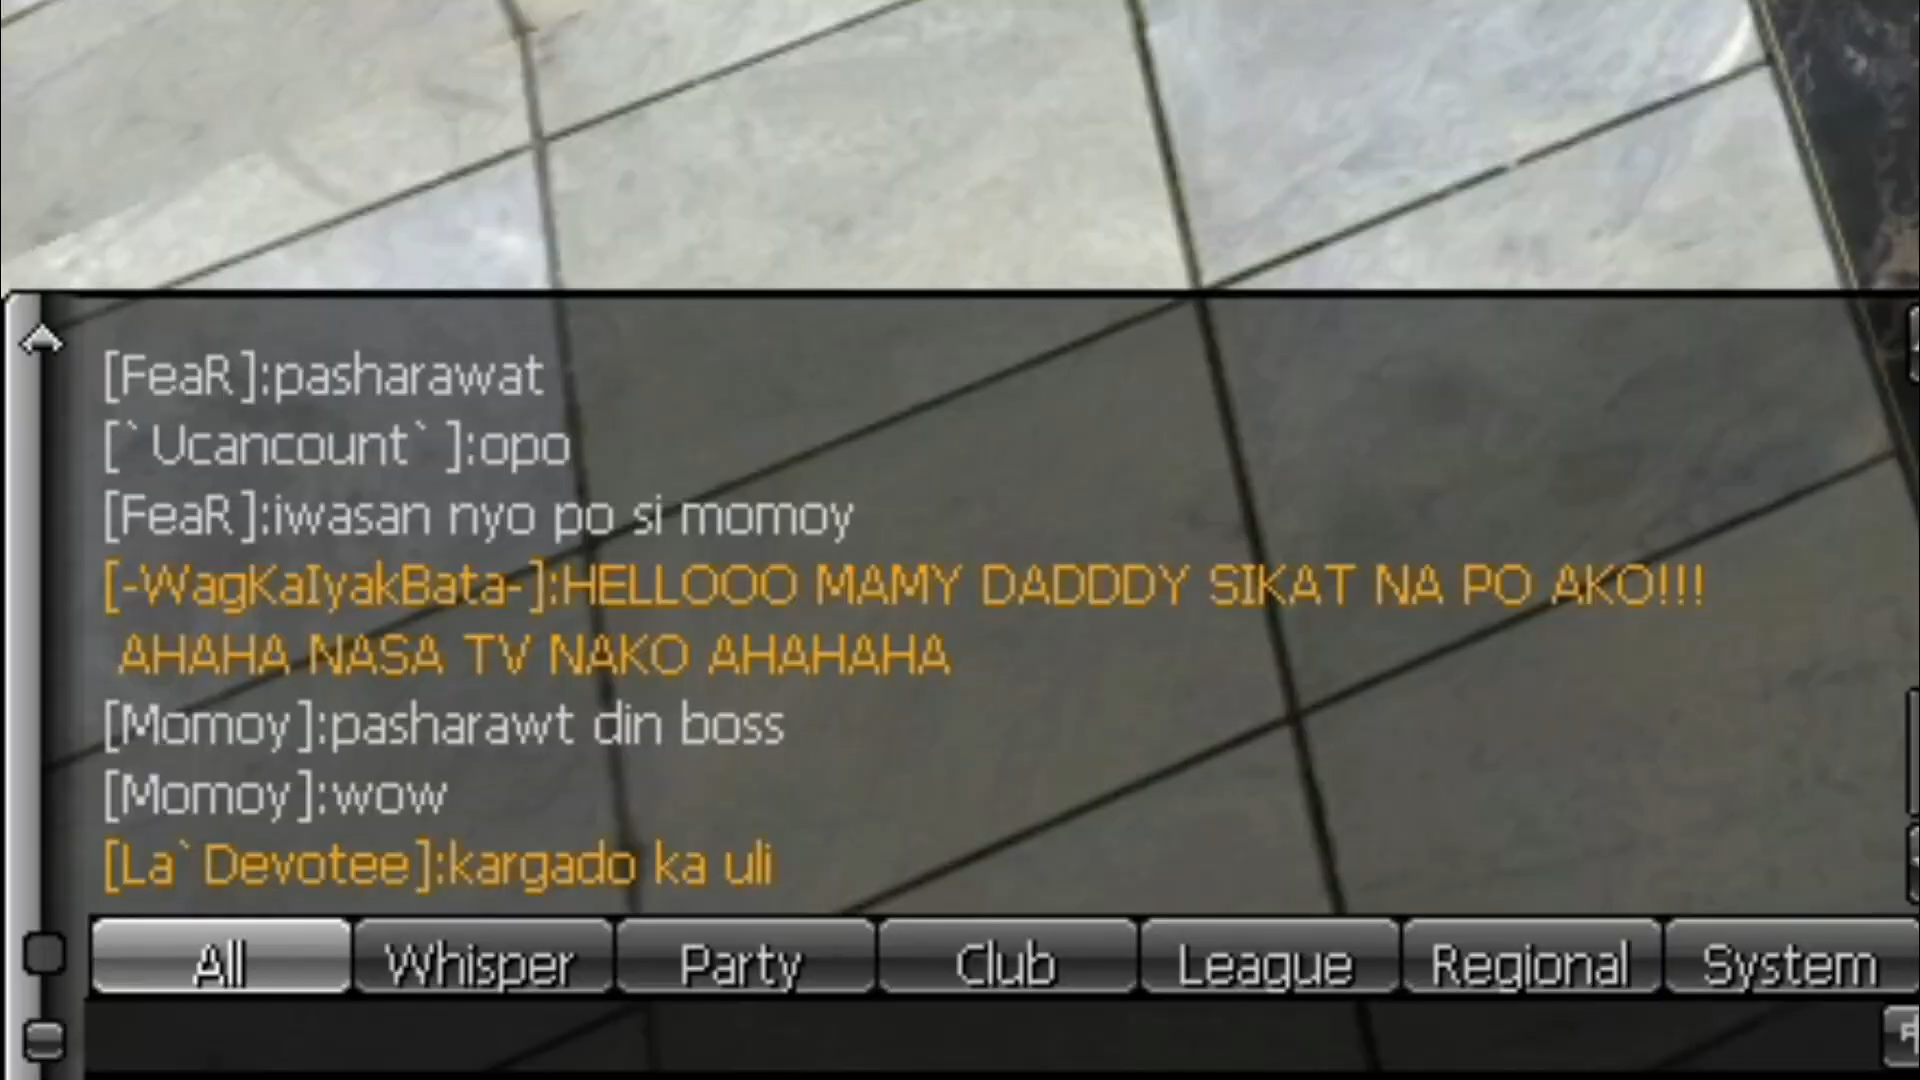 [FeaR]:pasharawat
[`Ucancount`]:opo
[FeaR]:iwasan nyo po si momoy
[-WagKaIyakBata-]:HELLOOO MAMY DADDDY SIKAT NA PO AKO!!!
AHAHA NASA TV NAKO AHAHAHA
[Momoy]:pasharawt din boss
[Momoy]:wow
[La`Devotee]:kargado ka uli
All Whisper Party Club League Regional System